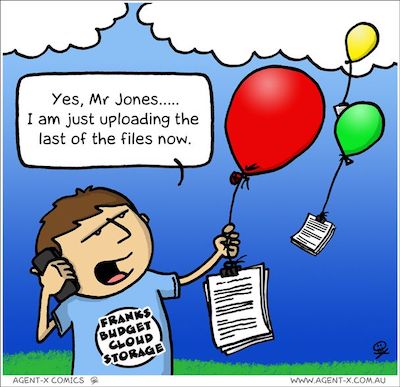 Yes, Mr Jones.....
I am just uploading the
last of the files now.
FRANKS
BUDGET
CLOUD
STORAGE
AGENT-X COMICS
WWW.AGENT-X.COM.AU